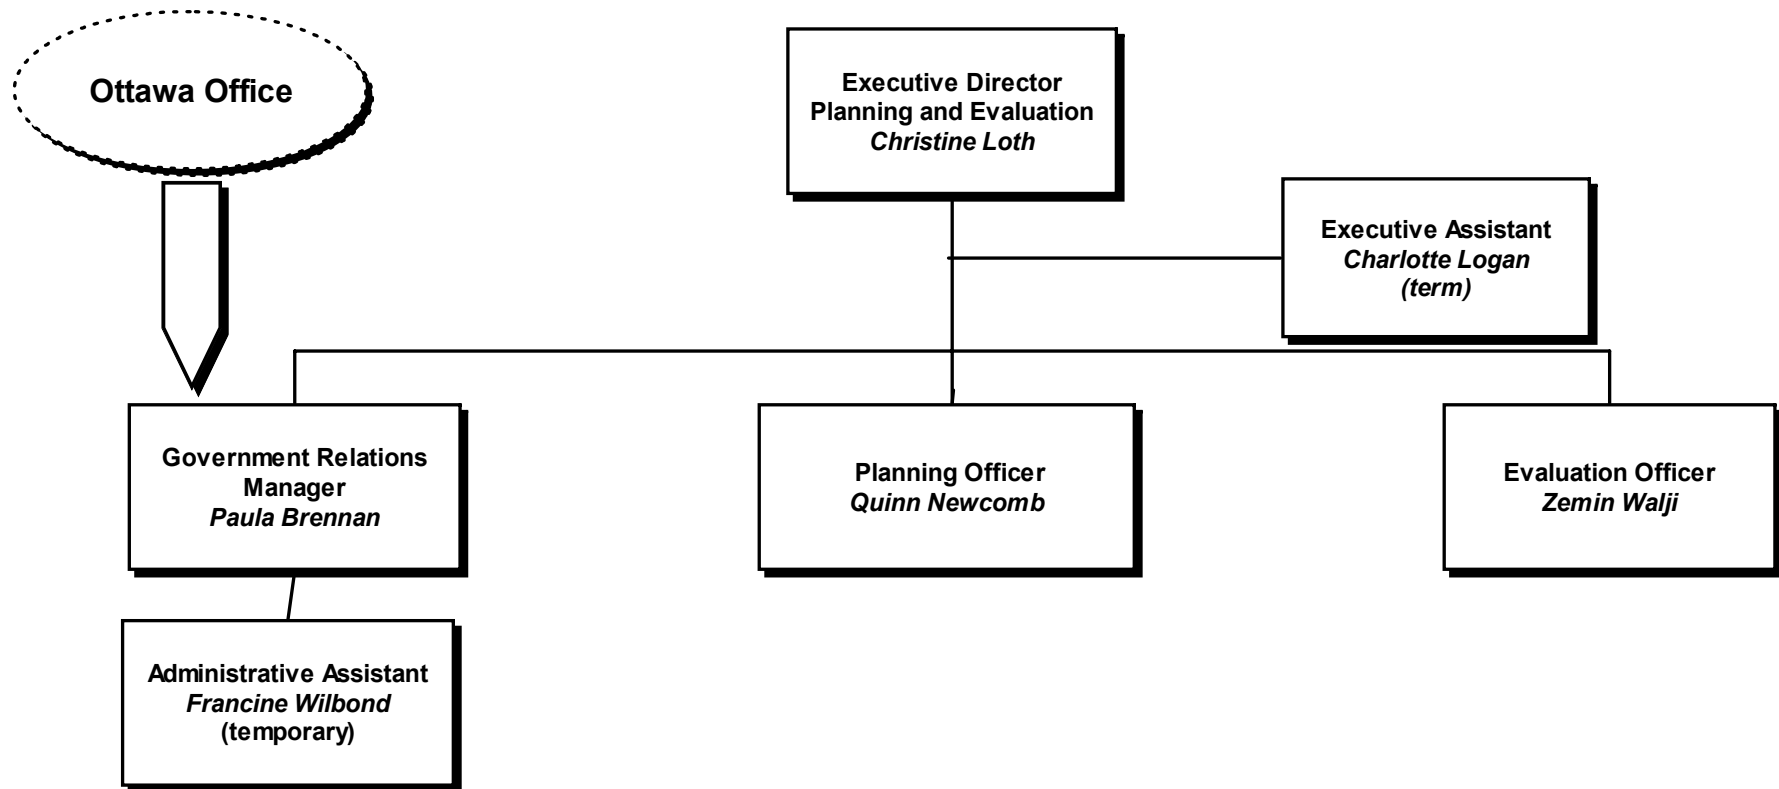 Ottawa Office
Executive Director
Planning and Evaluation
Christine Loth
Executive Assistant
Charlotte Logan
(term)
Government Relations
Manager
Paula Brennan
Planning Officer
Quinn Newcomb
Evaluation Officer
Zemin Walji
Administrative Assistant
Francine Wilbond
(temporary)